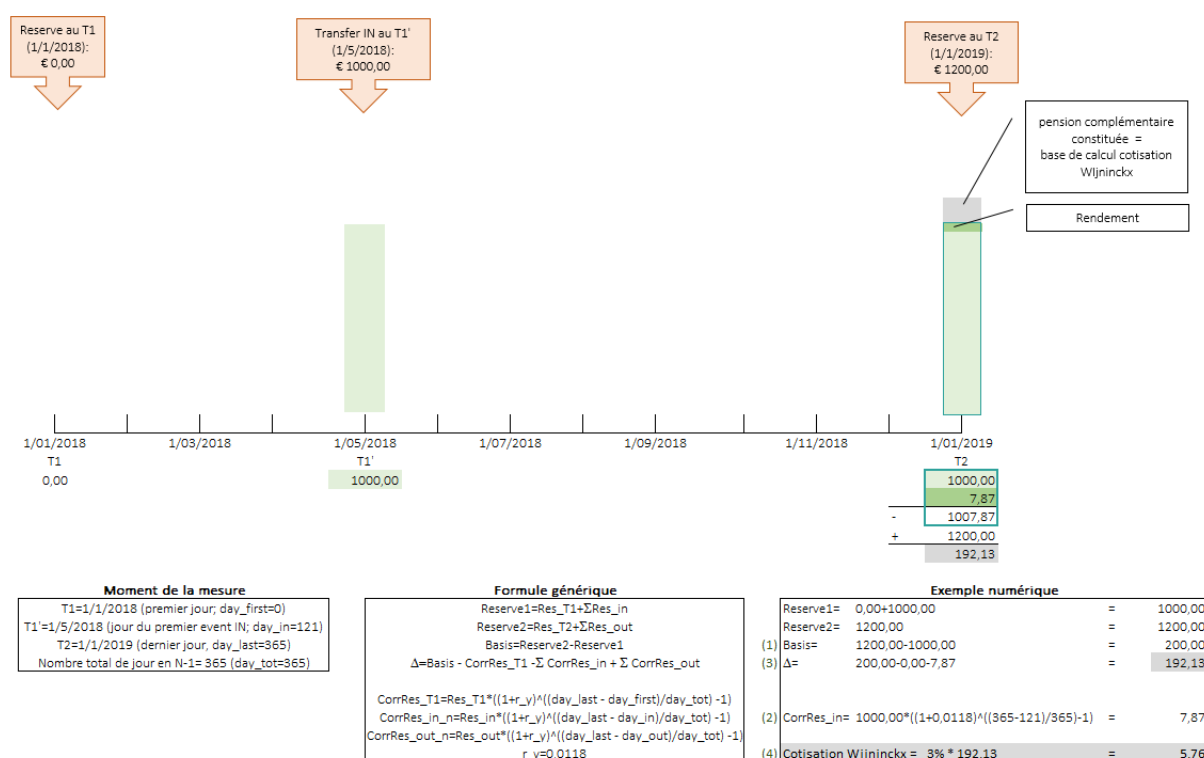 Reserve au T1
(1/1/2018):
€ 0,00
Transfer IN au T1'
(1/5/2018):
€ 1000,00
Reserve au T2
(1/1/2019):
€ 1200,00
pension complémentaire
constituée =
base de calcul cotisation
WIjninckx
Rendement
1/01/2018 1/03/2018 1/05/2018 1/07/2018 1/09/2018 1/11/2018 1/01/2019
T1 T1' T2
0,00 1000,00 1000,00
7,87
- 1007,87
+ 1200,00
192,13
Moment de la mesure
T1=1/1/2018 (premier jour; day_first=0)
T1'=1/5/2018 (jour du premier event IN; day_in=121)
T2=1/1/2019 (dernier jour, day_last=365)
Nombre total de jour en N-1= 365 (day_tot=365)
Formule générique
Reserve1=Res_T1+ΣRes_in
Reserve2=Res_T2+ΣRes_out
Basis=Reserve2-Reserve1
Δ=Basis - CorrRes_T1 -Σ CorrRes_in + Σ CorrRes_out
CorrRes_T1=Res_T1*((1+r_y)^((day_last - day_first)/day_tot) -1)
CorrRes_in_n=Res_in*((1+r_y)^((day_last - day_in)/day_tot) -1)
CorrRes_out_n=Res_out*((1+r_y)^((day_last - day_out)/day_tot) -1)
r_y=0.0118
Exemple numérique
Reserve1= 0,00+1000,00 = 1000,00
Reserve2= 1200,00 = 1200,00
(1) Basis= 1200,00-1000,00 = 200,00
(3) Δ= 200,00-0,00-7,87 = 192,13
(2) CorrRes_in= 1000,00*((1+0,0118)^((365-121)/365)-1) = 7,87
(4) Cotisation Wijninckx = 3% * 192,13 = 5,76